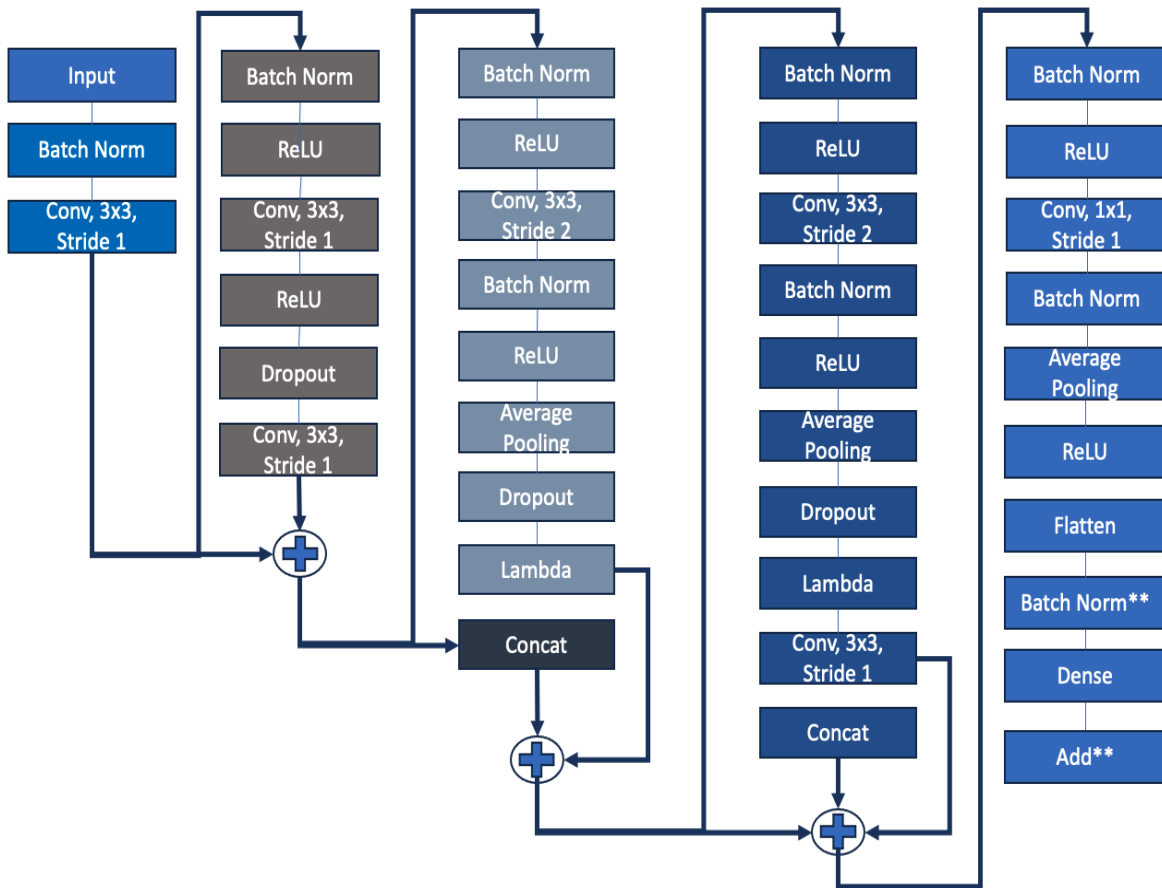 Input
Batch Norm
Conv, 3x3,
Stride 1
Batch Norm
ReLU
Conv, 3x3,
Stride 1
ReLU
Dropout
Conv, 3x3,
Stride 1
Batch Norm
ReLU
Conv, 3x3,
Stride 2
Batch Norm
ReLU
Average
Pooling
Dropout
Lambda
Concat
Batch Norm
ReLU
Conv, 3x3,
Stride 2
Batch Norm
ReLU
Average
Pooling
Dropout
Lambda
Conv, 3x3,
Stride 1
Concat
Batch Norm
ReLU
Conv, 1x1,
Stride 1
Batch Norm
Average
Pooling
ReLU
Flatten
Batch Norm**
Dense
Add**